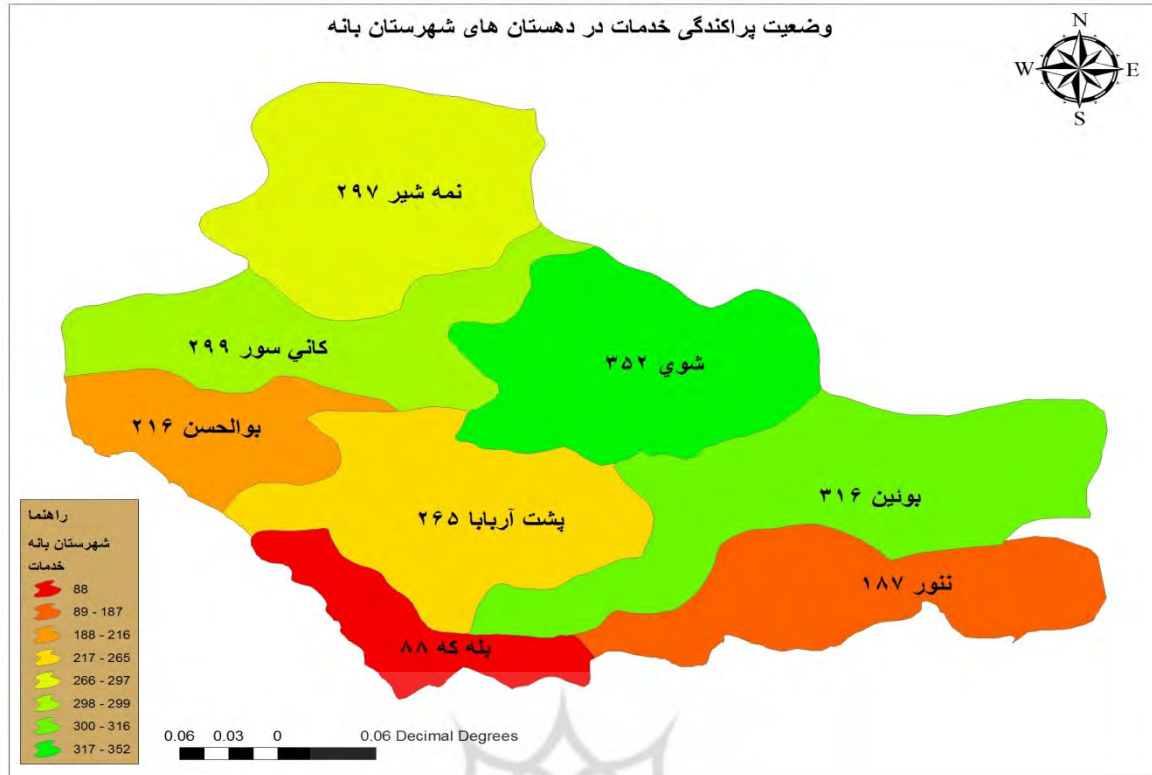 وضعیت پراکندگی خدمات در دهستان های شهرستان بانه
N
W E
S
نمه شیر ۲۹۷
کاني سور ۲۹۹
شوي ۳۵۲
بوالحسن ۲۱۶
بوئین ۳۱۶
پشت آربابا ۲۶۵
ننور ۱۸۷
بله که ۸۸
راهنما
شهرستان بانه
خدمات
88
89 - 187
188 - 216
217 - 265
266 - 297
298 - 299
300 - 316
317 - 352
0.06 0.03 0 0.06 Decimal Degrees